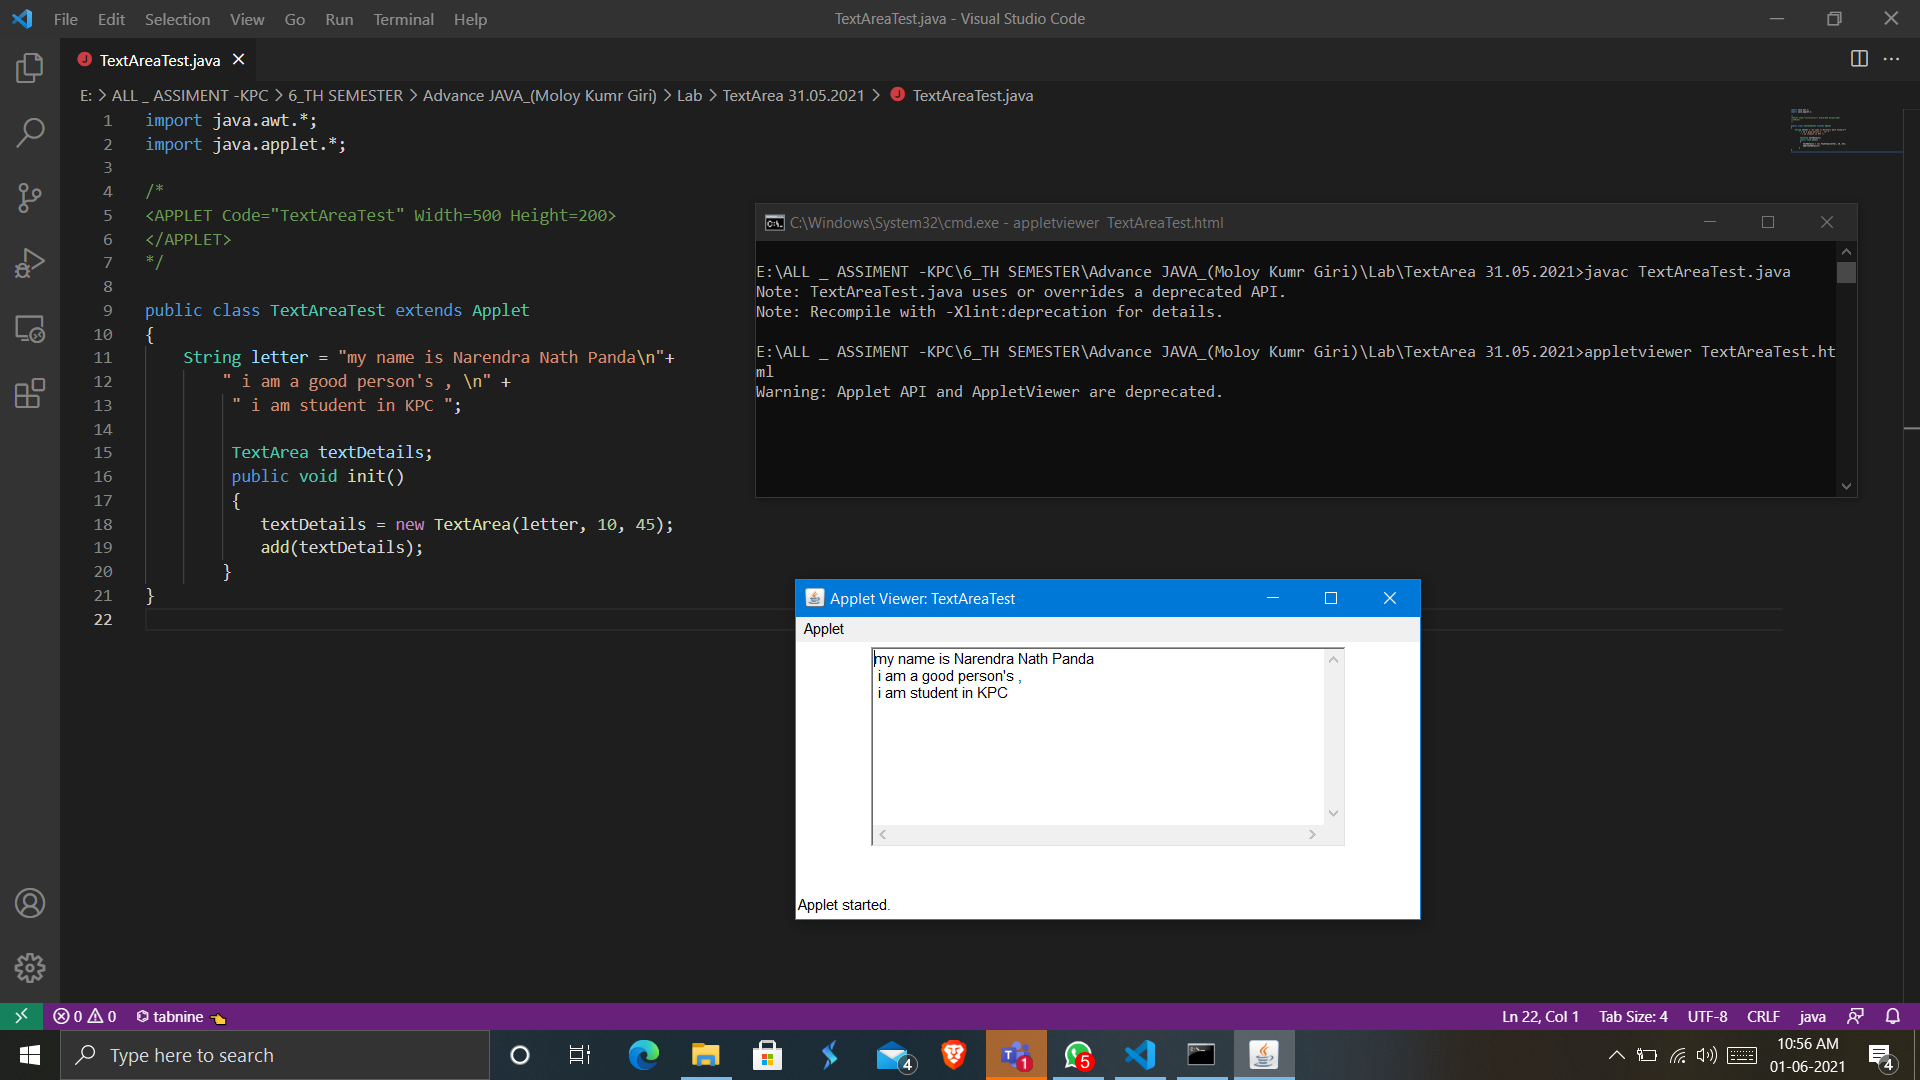 File Edit Selection View Go Run Terminal Help
TextAreaTest.java - Visual Studio Code
TextAreaTest.java
E: > ALL _ ASSIMENT -KPC > 6_TH SEMESTER > Advance JAVA_(Moloy Kumr Giri) > Lab > TextArea 31.05.2021 > TextAreaTest.java
1 import java.awt.*;
2 import java.applet.*;
3
4 /*
5 <APPLET Code="TextAreaTest" Width=500 Height=200>
6 </APPLET>
7 */
8
9 public class TextAreaTest extends Applet
10 {
11 String letter = "my name is Narendra Nath Panda\n"+
12 " i am a good person's , \n" +
13 " i am student in KPC ";
14
15 TextArea textDetails;
16 public void init()
17 {
18 textDetails = new TextArea(letter, 10, 45);
19 add(textDetails);
20 }
21 }
22
C:\Windows\System32\cmd.exe - appletviewer TextAreaTest.html
E:\ALL _ ASSIMENT -KPC\6_TH SEMESTER\Advance JAVA_(Moloy Kumr Giri)\Lab\TextArea 31.05.2021>javac TextAreaTest.java
Note: TextAreaTest.java uses or overrides a deprecated API.
Note: Recompile with -Xlint:deprecation for details.
E:\ALL _ ASSIMENT -KPC\6_TH SEMESTER\Advance JAVA_(Moloy Kumr Giri)\Lab\TextArea 31.05.2021>appletviewer TextAreaTest.ht
ml
Warning: Applet API and AppletViewer are deprecated.
Applet Viewer: TextAreaTest
Applet
my name is Narendra Nath Panda
i am a good person's ,
i am student in KPC
Applet started.
0 0 tabnine
Ln 22, Col 1 Tab Size: 4 UTF-8 CRLF java
Type here to search
4
1
5
10:56 AM
01-06-2021
4